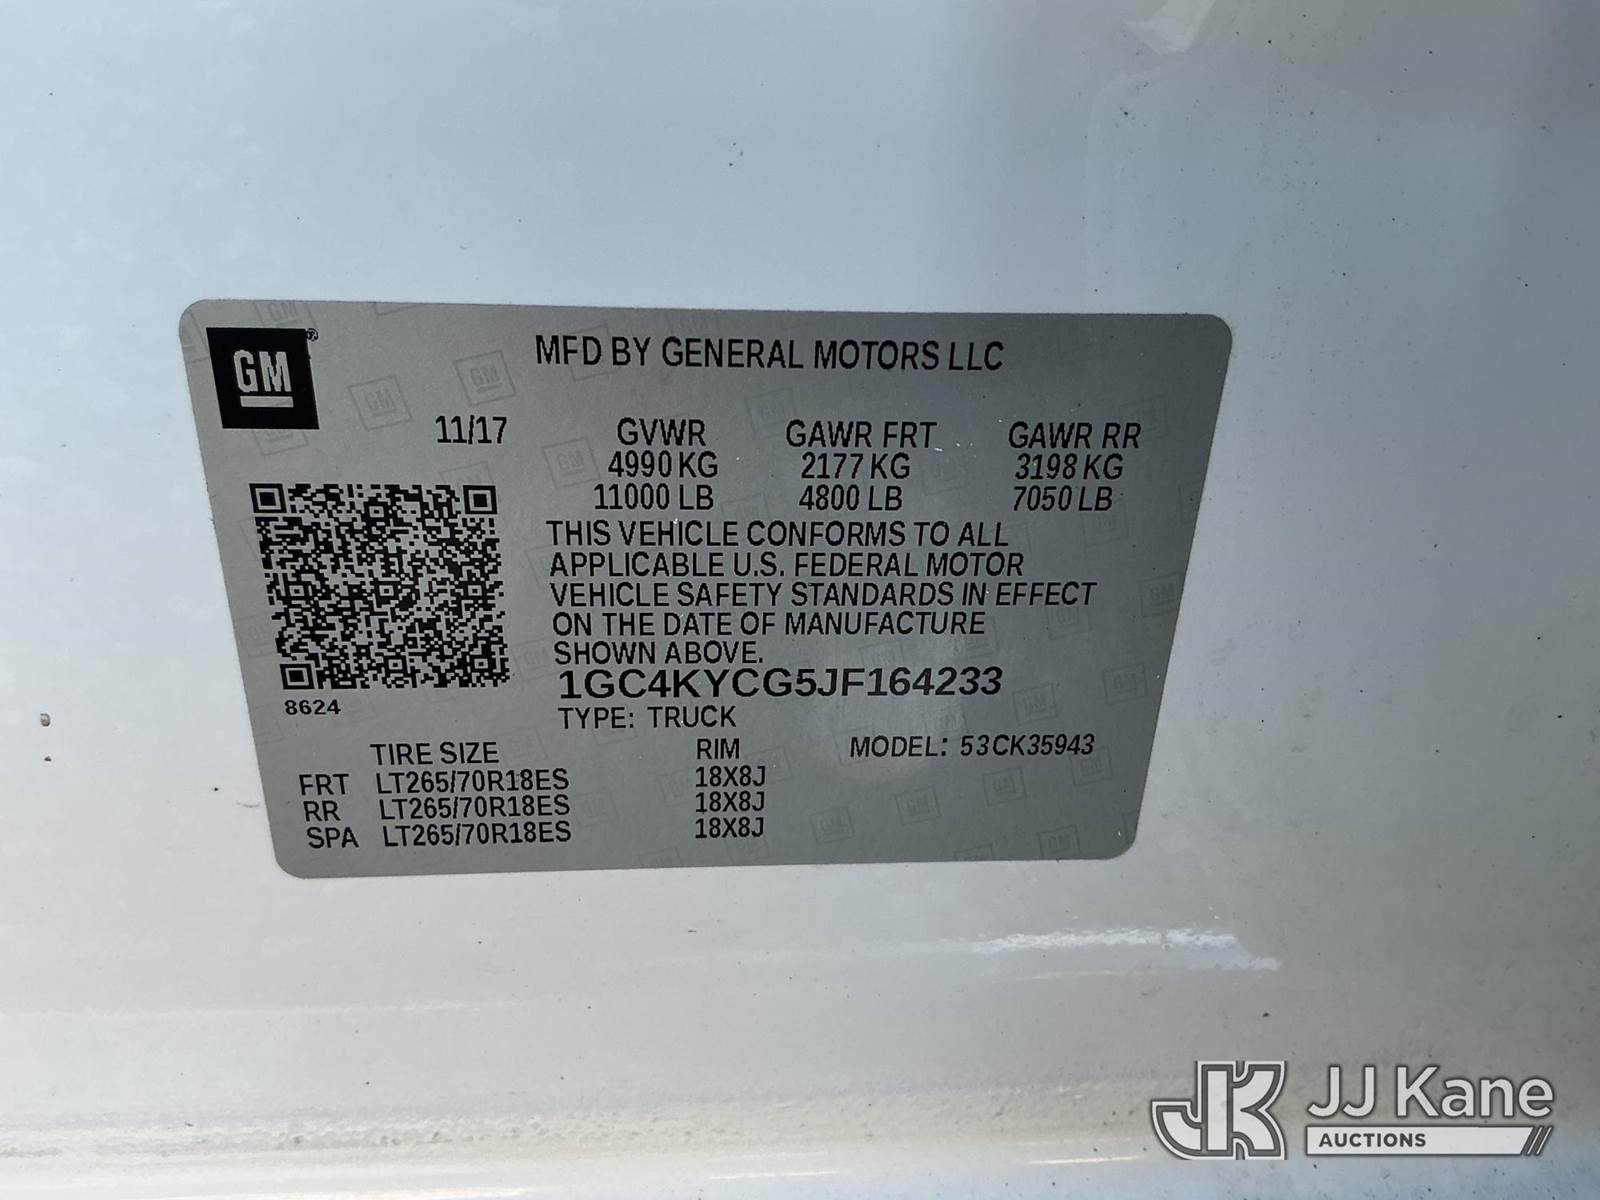 GM
MFD BY GENERAL MOTORS LLC
11/17 GVWR GAWR FRT GAWR RR
4990 KG 2177 KG 3198 KG
11000 LB 4800 LB 7050 LB
THIS VEHICLE CONFORMS TO ALL
APPLICABLE U.S. FEDERAL MOTOR
VEHICLE SAFETY STANDARDS IN EFFECT
ON THE DATE OF MANUFACTURE
SHOWN ABOVE.
1GC4KYCG5JF164233
8624
TYPE: TRUCK
TIRE SIZE RIM MODEL: 53CK35943
FRT LT265/70R18ES 18X8J
RR LT265/70R18ES 18X8J
SPA LT265/70R18ES 18X8J
JK JJ Kane
AUCTIONS